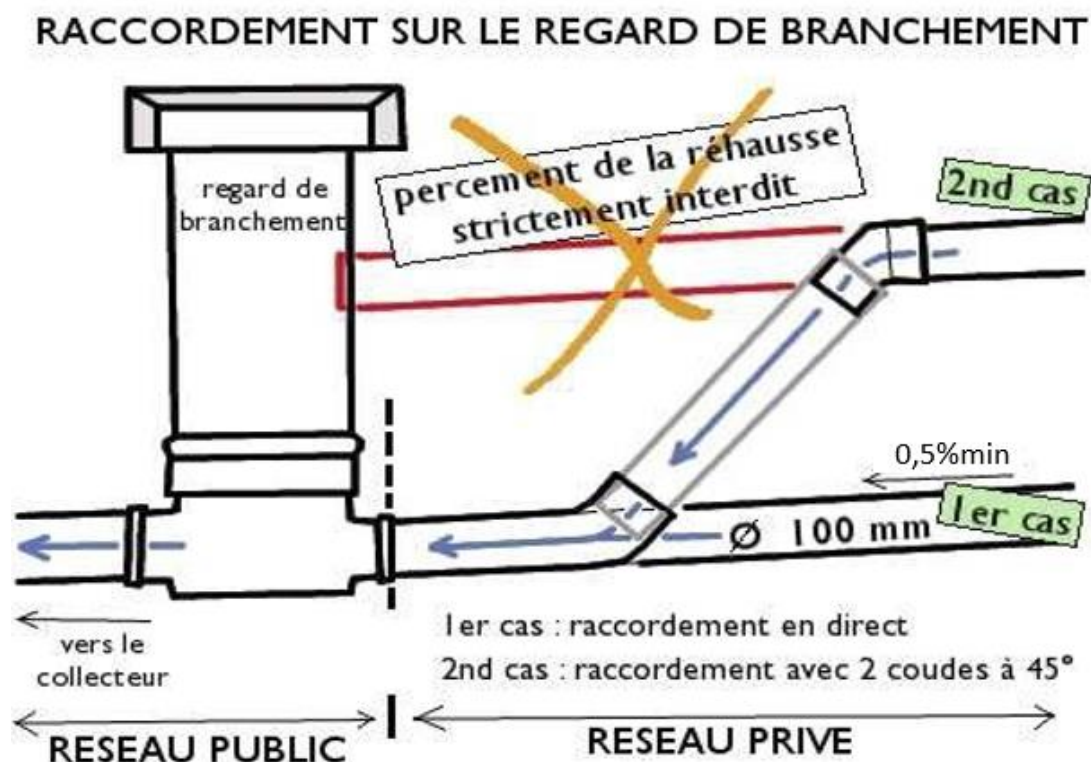 RACCORDEMENT SUR LE REGARD DE BRANCHEMENT
regard de
branchement
percement de la réhausse
strictement interdit
2nd cas
0,5%min
1er cas
Ø 100 mm
1er cas : raccordement en direct
2nd cas : raccordement avec 2 coudes à 45°
vers le
collecteur
RESEAU PUBLIC
RESEAU PRIVE